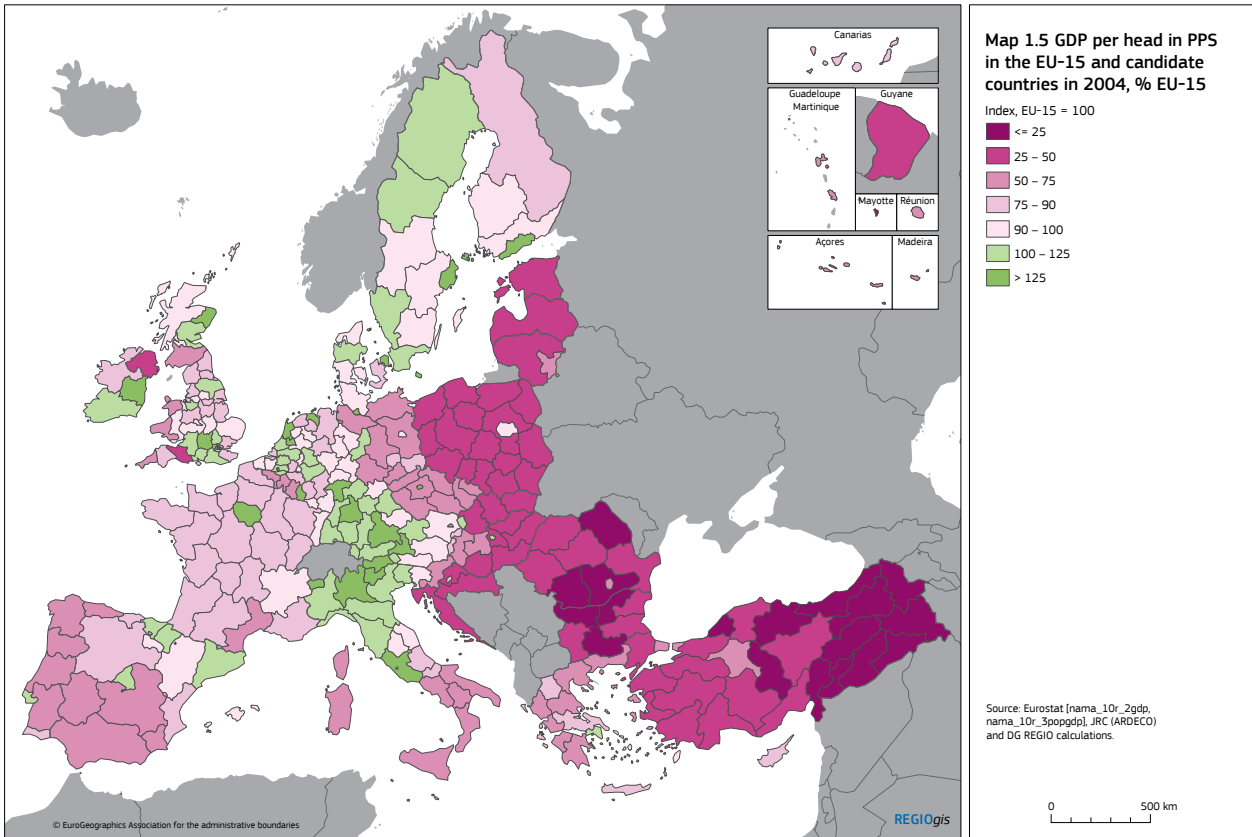 Canarias
Guadeloupe
Martinique
Guyane
Mayotte
Réunion
Açores
Madeira
© EuroGeographics Association for the administrative boundaries
REGIOgis
Map 1.5 GDP per head in PPS
in the EU-15 and candidate
countries in 2004, % EU-15
Index, EU-15 = 100
<= 25
25 – 50
50 – 75
75 – 90
90 – 100
100 – 125
> 125
Source: Eurostat [nama_10r_2gdp,
nama_10r_3popgdp], JRC (ARDECO)
and DG REGIO calculations.
0 500 km